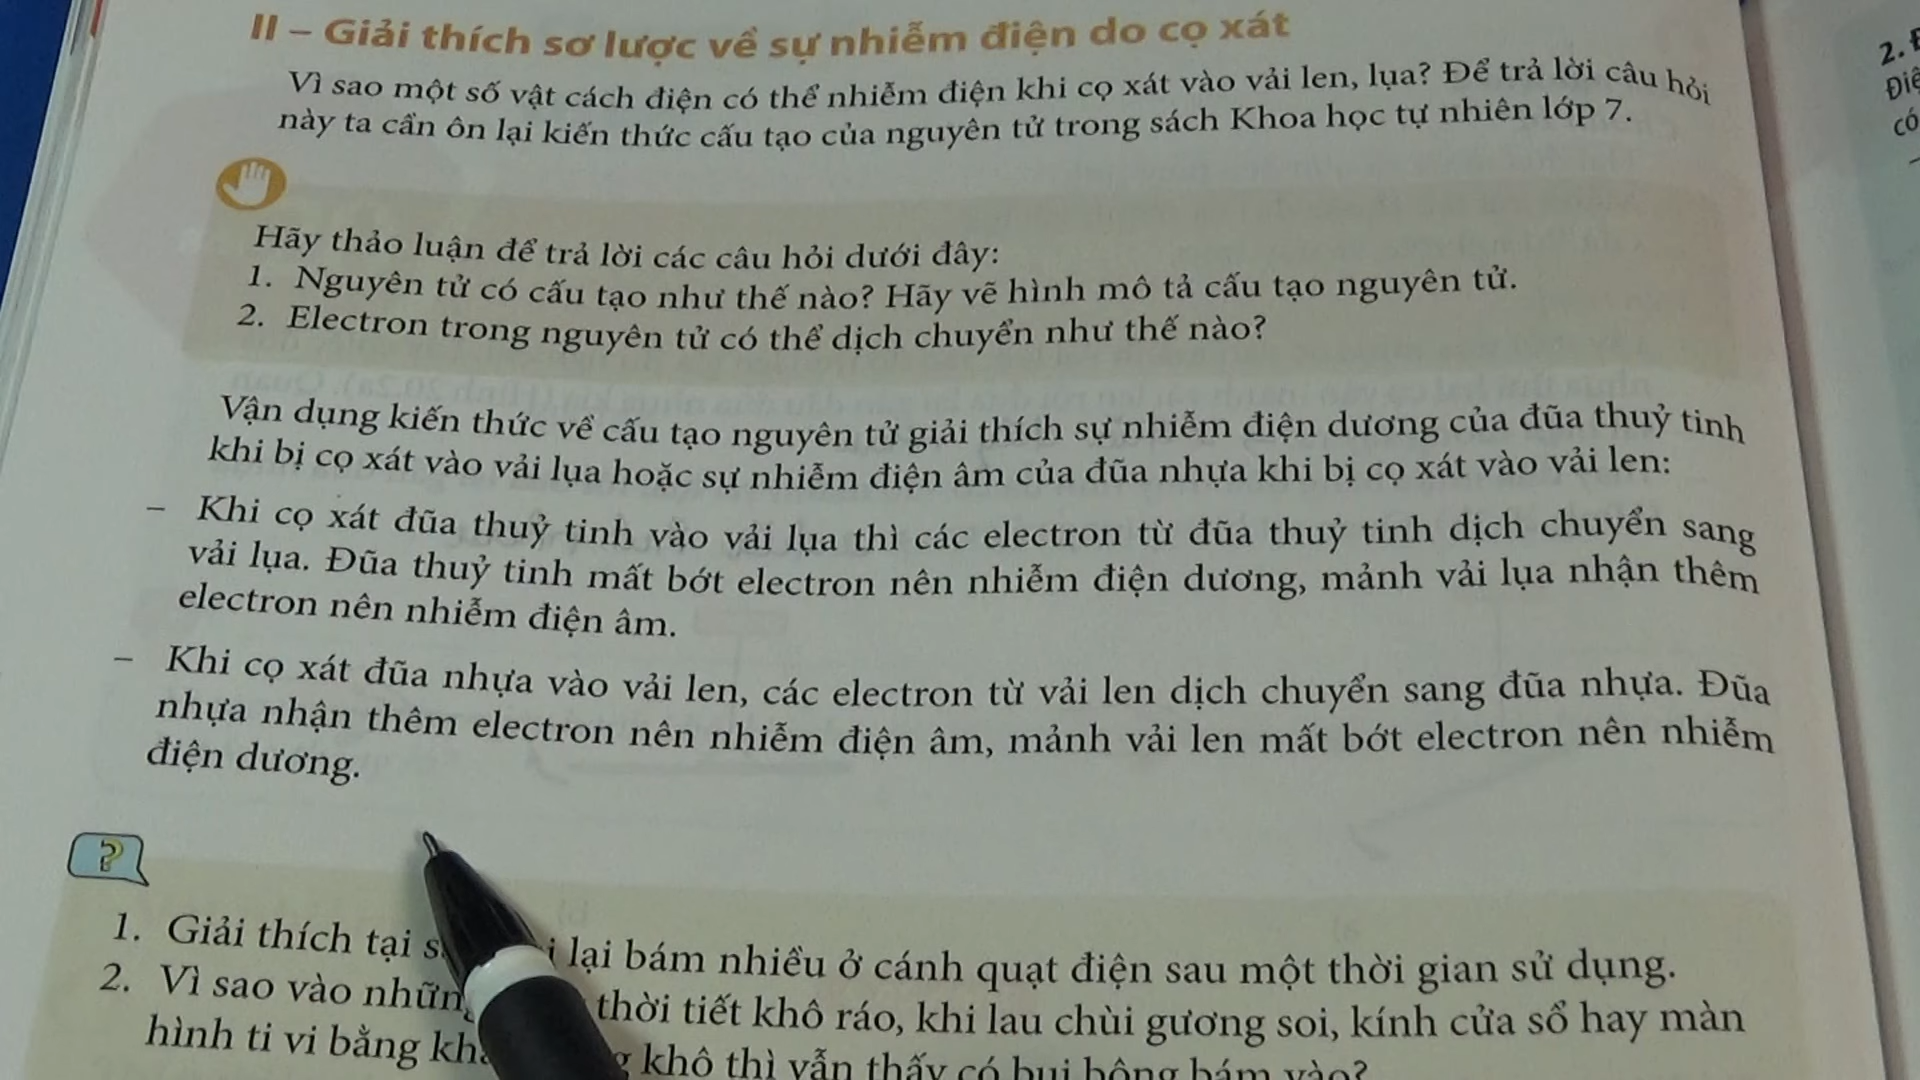 II – Giải thích sơ lược về sự nhiễm điện do cọ xát
Vì sao một số vật cách điện có thể nhiễm điện khi cọ xát vào vải len, lụa? Để trả lời câu hỏi
này ta cần ôn lại kiến thức cấu tạo của nguyên tử trong sách Khoa học tự nhiên lớp 7.
Hãy thảo luận để trả lời các câu hỏi dưới đây:
1. Nguyên tử có cấu tạo như thế nào? Hãy vẽ hình mô tả cấu tạo nguyên tử.
2. Electron trong nguyên tử có thể dịch chuyển như thế nào?
Vận dụng kiến thức về cấu tạo nguyên tử giải thích sự nhiễm điện dương của đũa thuỷ tinh
khi bị cọ xát vào vải lụa hoặc sự nhiễm điện âm của đũa nhựa khi bị cọ xát vào vải len:
– Khi cọ xát đũa thuỷ tinh vào vải lụa thì các electron từ đũa thuỷ tinh dịch chuyển sang
vải lụa. Đũa thuỷ tinh mất bớt electron nên nhiễm điện dương, mảnh vải lụa nhận thêm
electron nên nhiễm điện âm.
– Khi cọ xát đũa nhựa vào vải len, các electron từ vải len dịch chuyển sang đũa nhựa. Đũa
nhựa nhận thêm electron nên nhiễm điện âm, mảnh vải len mất bớt electron nên nhiễm
điện dương.
?
1. Giải thích tại lại bám nhiều ở cánh quạt điện sau một thời gian sử dụng.
2. Vì sao vào thời tiết khô ráo, khi lau chùi gương soi, kính cửa sổ hay màn
hình ti vi bằng khô thì vẫn thấy có bụi bông bám vào?
2.
có